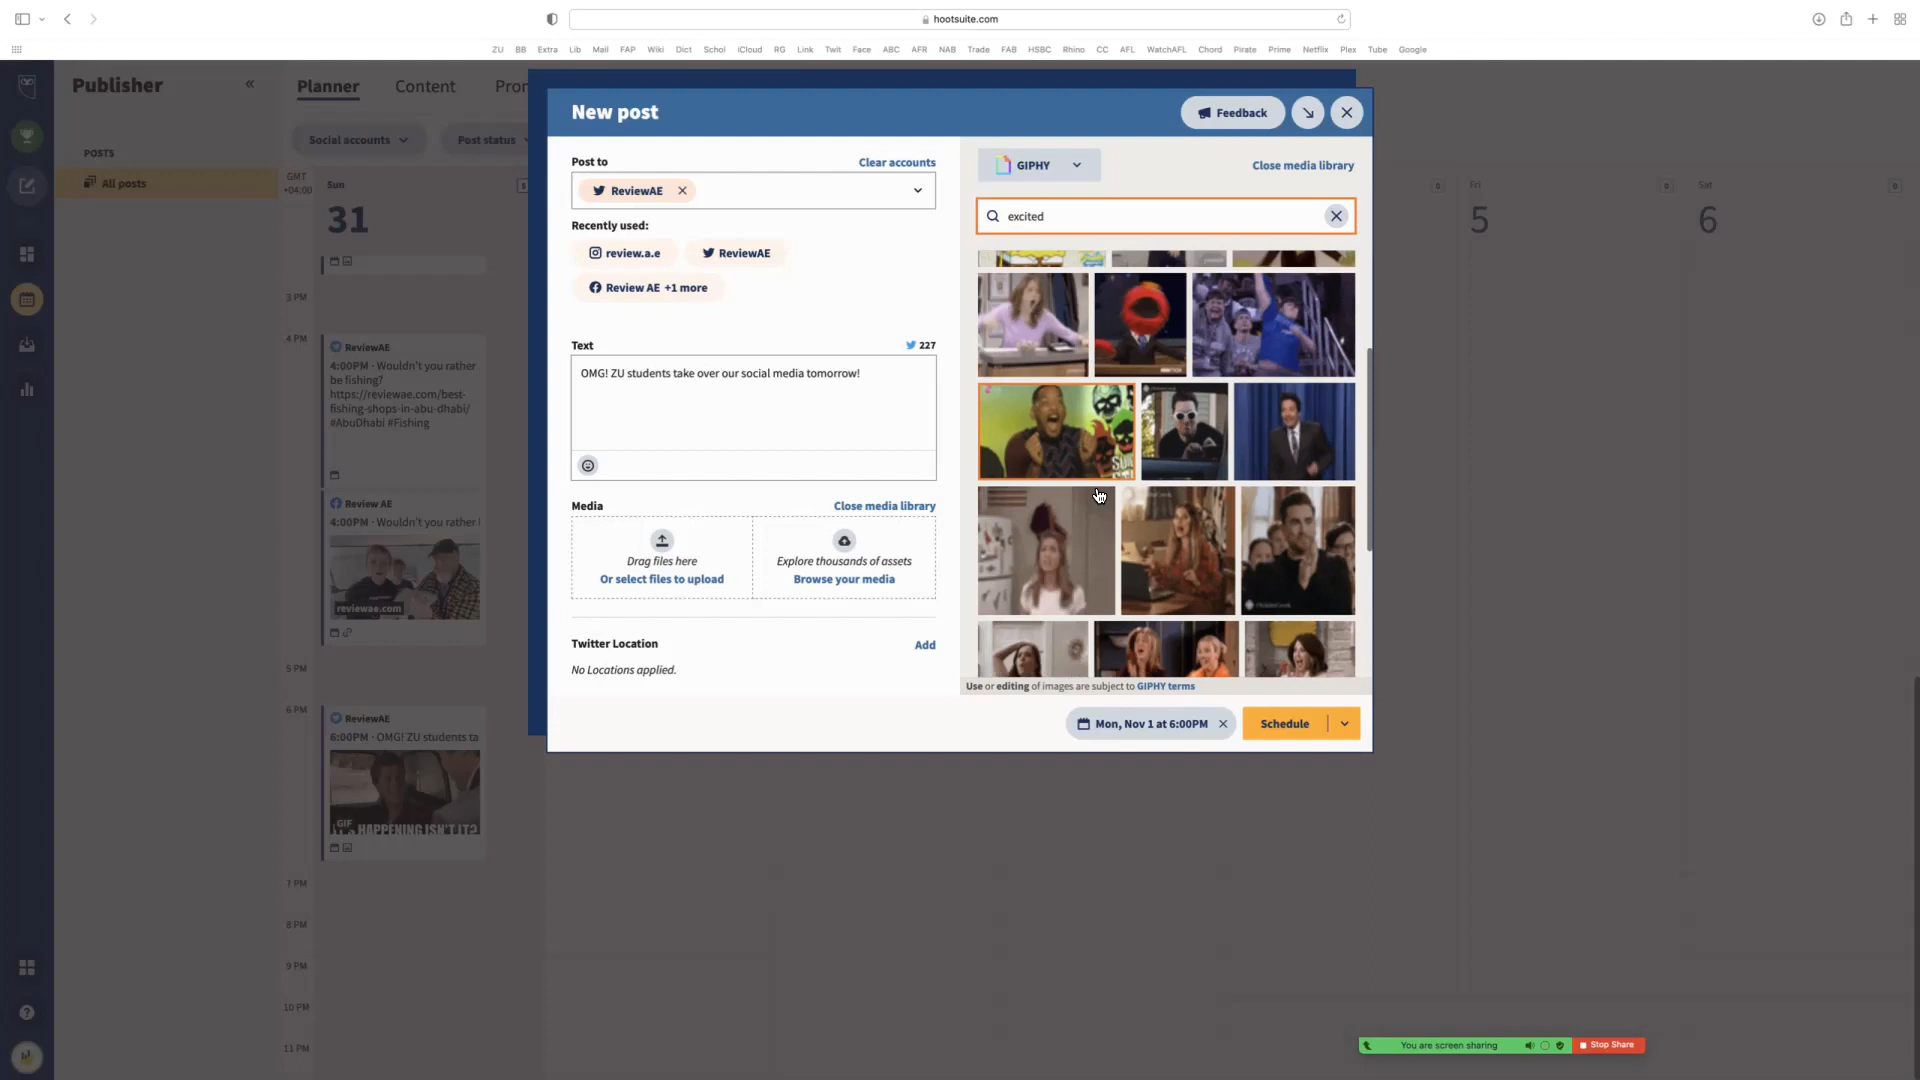 hootsuite.com
ZU BB Extra Lib Mail FAP Wiki Dict Schol iCloud RG Link Twit Face ABC AFR NAB Trade FAB HSBC Rhino CC AFL WatchAFL Chord Pirate Prime Netflix Plex Tube Google
Publisher
Planner
Content
POSTS
All posts
Social accounts
Post status
GMT +04:00
Sun
31
3 PM
4 PM
ReviewAE
4:00PM · Wouldn't you rather
be fishing?
https://reviewae.com/best-
fishing-shops-in-abu-dhabi/
#AbuDhabi #Fishing
Review AE
4:00PM · Wouldn't you rather
reviewae.com
5 PM
6 PM
ReviewAE
6:00PM · OMG! ZU students ta
GIF
HAPPENING ISN'T IT?
7 PM
8 PM
9 PM
10 PM
11 PM
New post
Feedback
Post to
Clear accounts
ReviewAE
Recently used:
review.a.e
ReviewAE
Review AE +1 more
Text
227
OMG! ZU students take over our social media tomorrow!
Media
Close media library
Drag files here
Or select files to upload
Explore thousands of assets
Browse your media
Twitter Location
Add
No Locations applied.
GIPHY
Close media library
excited
Use or editing of images are subject to GIPHY terms
Mon, Nov 1 at 6:00PM
Schedule
Fri
5
Sat
6
You are screen sharing
Stop Share